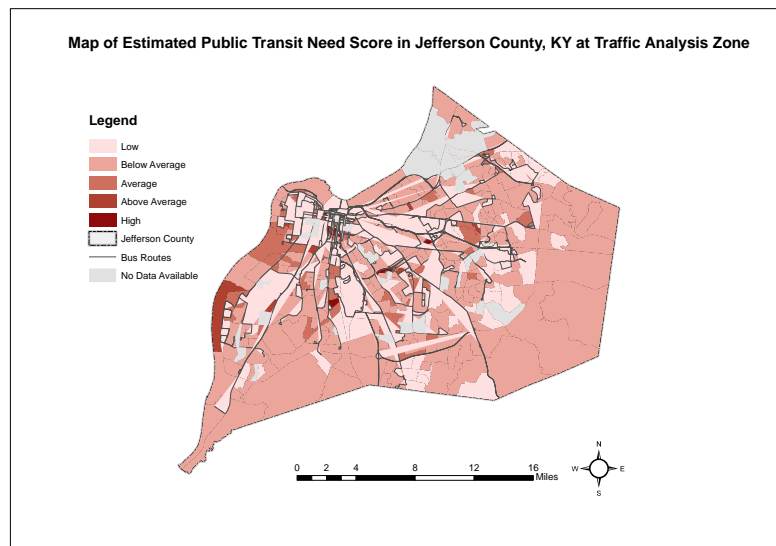 Map of Estimated Public Transit Need Score in Jefferson County, KY at Traffic Analysis Zone
Legend
Low
Below Average
Average
Above Average
High
Jefferson County
Bus Routes
No Data Available
0 2 4 8 12 16
Miles
N
W E
S